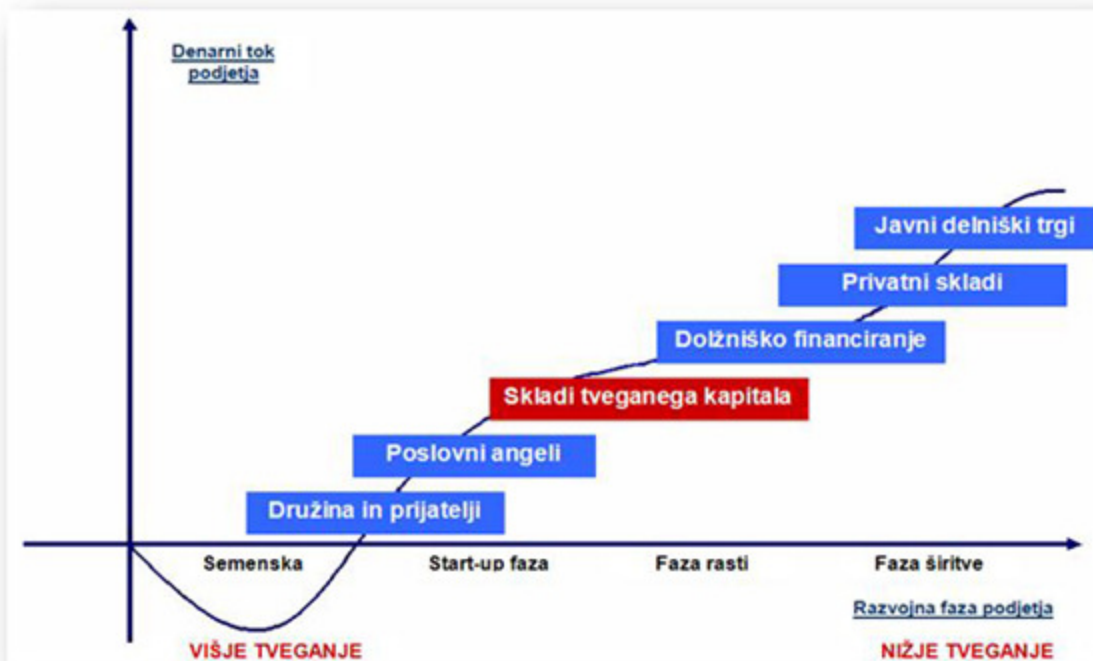 Denarni tok
podjetja
Javni delniški trgi
Privatni skladi
Dolžniško financiranje
Skladi tveganega kapitala
Poslovni angeli
Družina in prijatelji
Semenska
Start-up faza
Faza rasti
Faza širitve
Razvojna faza podjetja
VIŠJE TVEGANJE
NIŽJE TVEGANJE